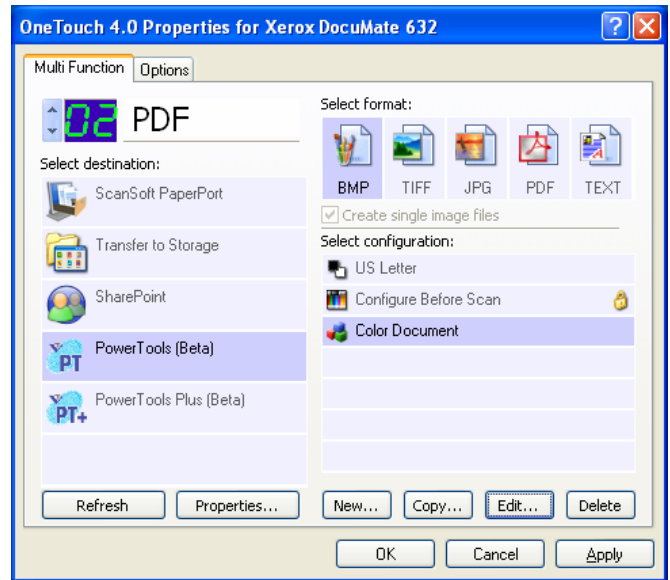 OneTouch 4.0 Properties for Xerox DocuMate 632
Multi Function
Options
02
PDF
Select destination:
ScanSoft PaperPort
Transfer to Storage
SharePoint
PT
PowerTools (Beta)
PT+
PowerTools Plus (Beta)
Refresh
Properties...
Select format:
BMP
TIFF
JPG
PDF
TEXT
Create single image files
Select configuration:
US Letter
Configure Before Scan
Color Document
New...
Copy...
Edit...
Delete
OK
Cancel
Apply